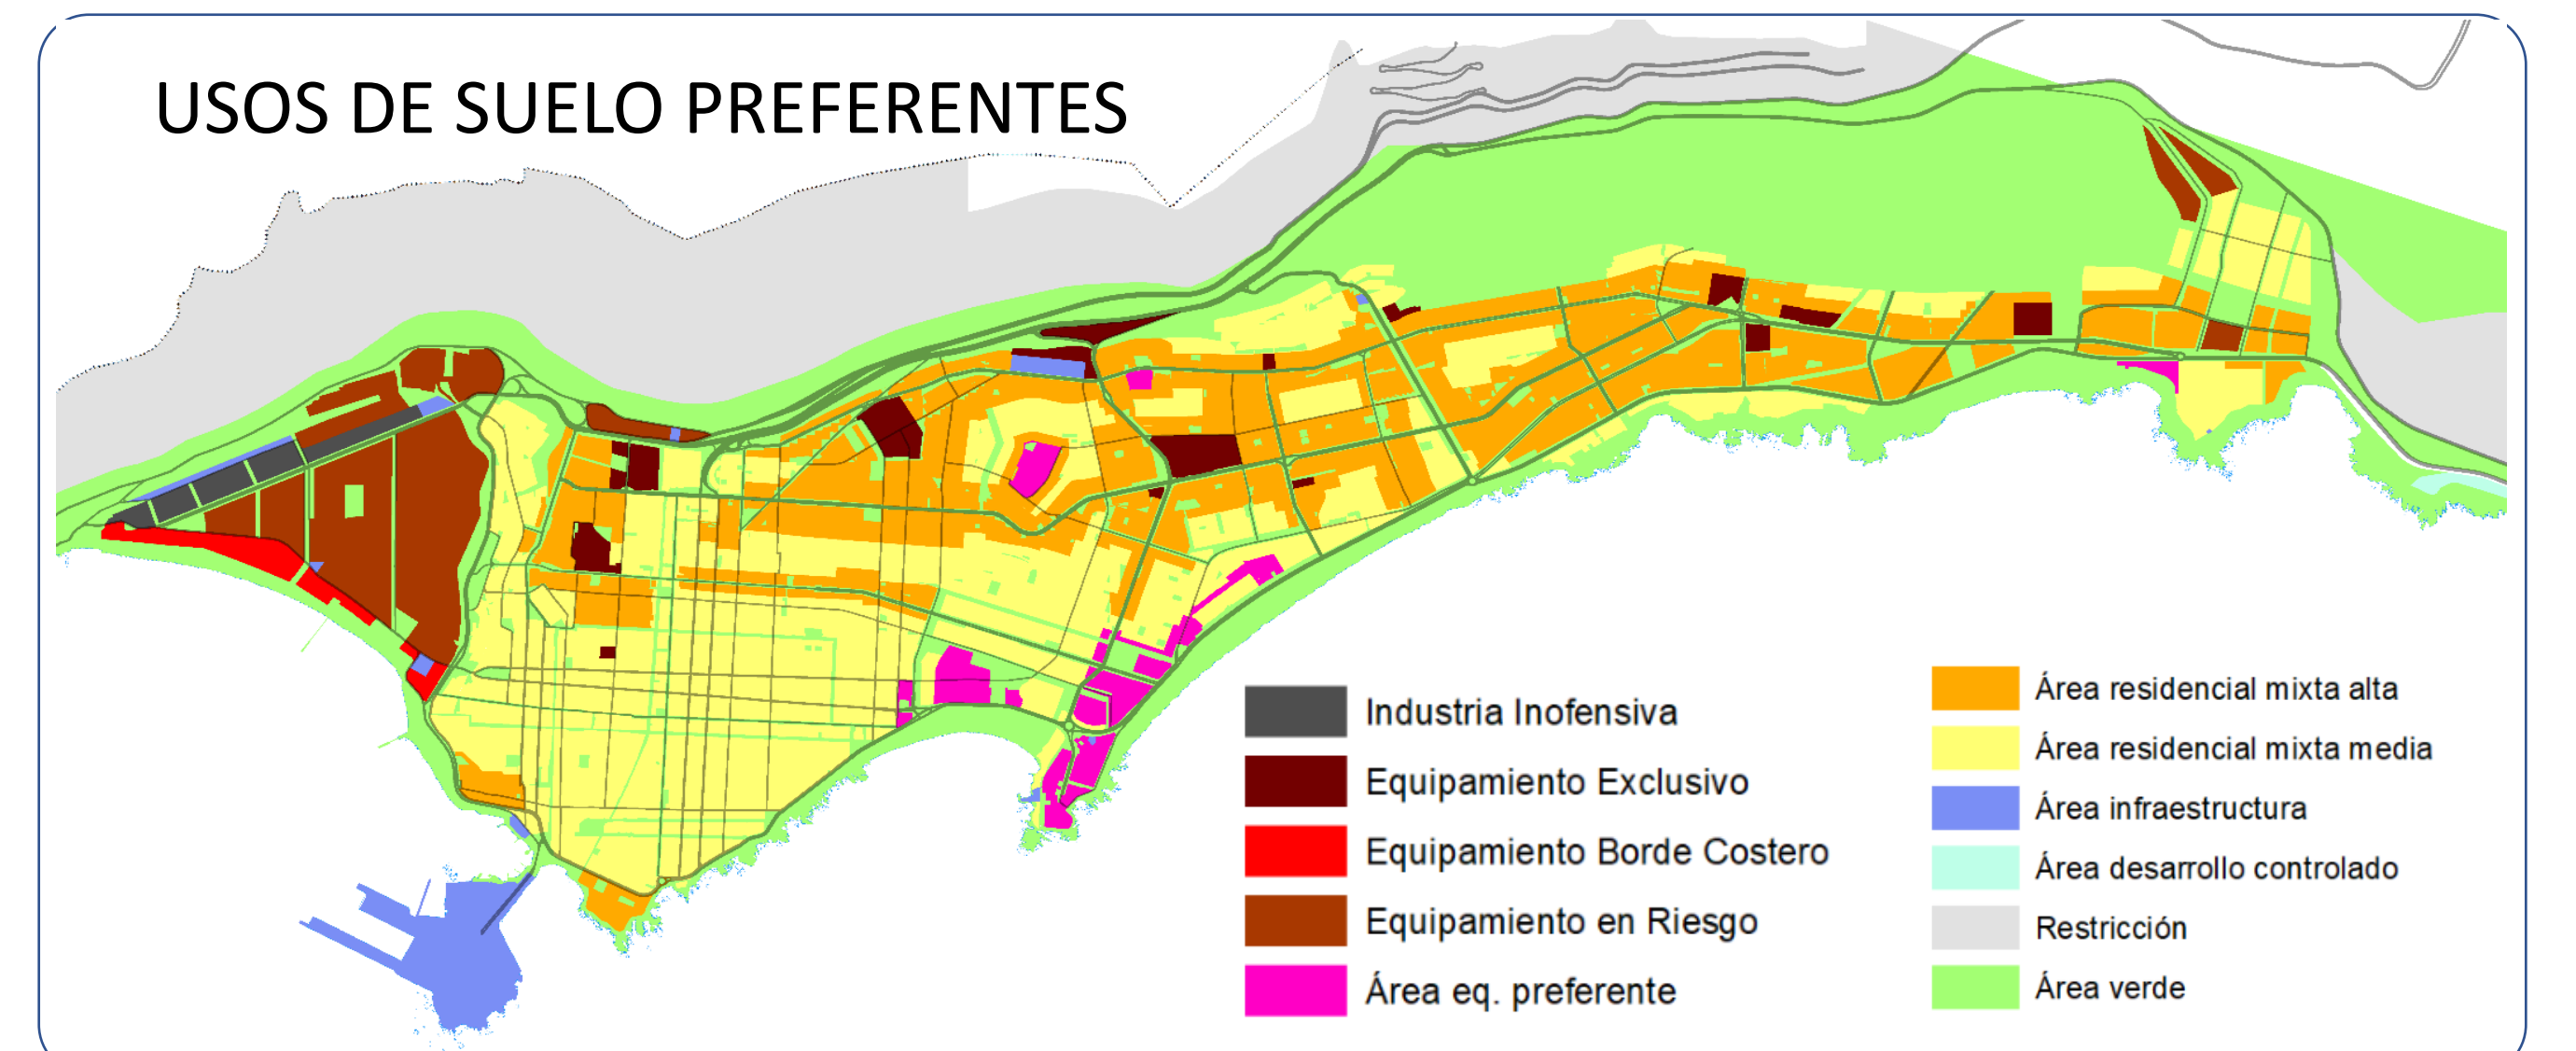 USOS DE SUELO PREFERENTES
Industria Inofensiva
Equipamiento Exclusivo
Equipamiento Borde Costero
Equipamiento en Riesgo
Área eq. preferente
Área residencial mixta alta
Área residencial mixta media
Área infraestructura
Área desarrollo controlado
Restricción
Área verde